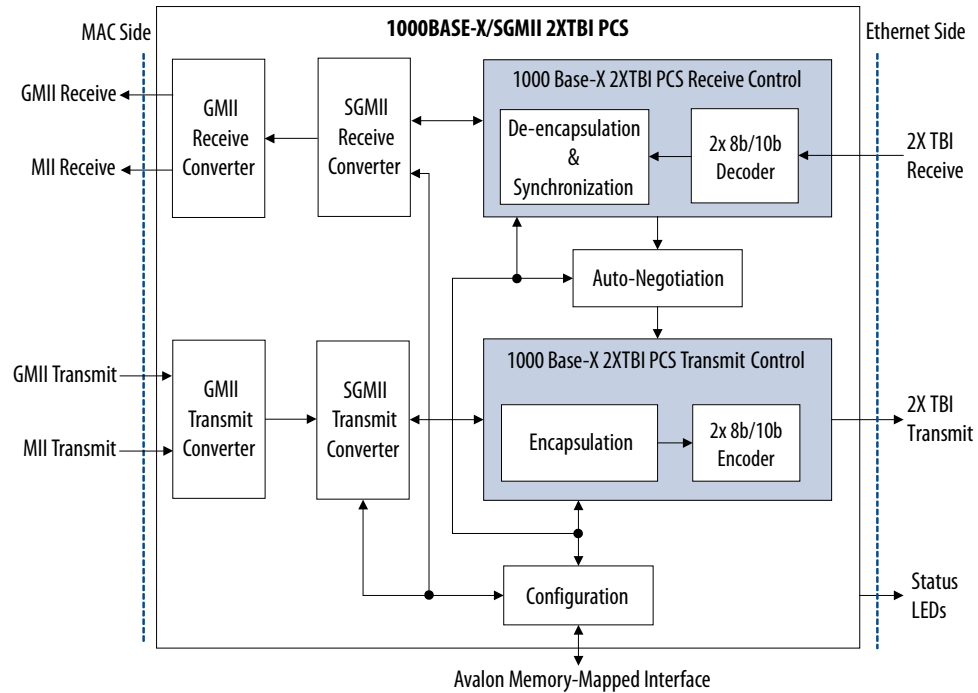 1000BASE-X/SGMII 2XTBI PCS
MAC Side
Ethernet Side
GMII Receive
MII Receive
GMII
Receive
Converter
SGMII
Receive
Converter
1000 Base-X 2XTBI PCS Receive Control
De-encapsulation
&
Synchronization
2x 8b/10b
Decoder
2X TBI
Receive
Auto-Negotiation
GMII Transmit
MII Transmit
GMII
Transmit
Converter
SGMII
Transmit
Converter
1000 Base-X 2XTBI PCS Transmit Control
Encapsulation
2x 8b/10b
Encoder
2X TBI
Transmit
Configuration
Status
LEDs
Avalon Memory-Mapped Interface